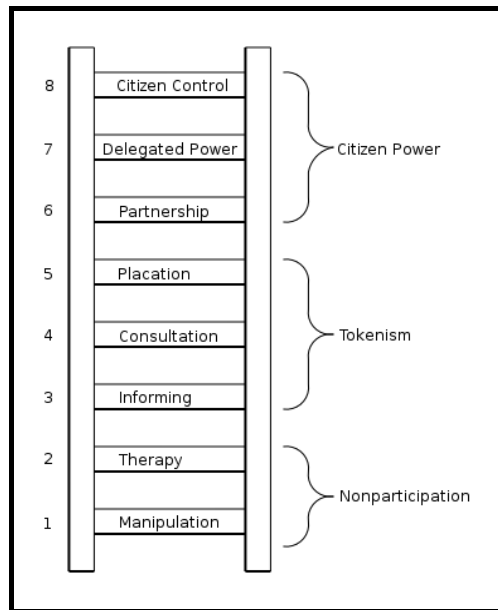 8 Citizen Control
7 Delegated Power
Citizen Power
6 Partnership
5 Placation
4 Consultation
Tokenism
3 Informing
2 Therapy
Nonparticipation
1 Manipulation